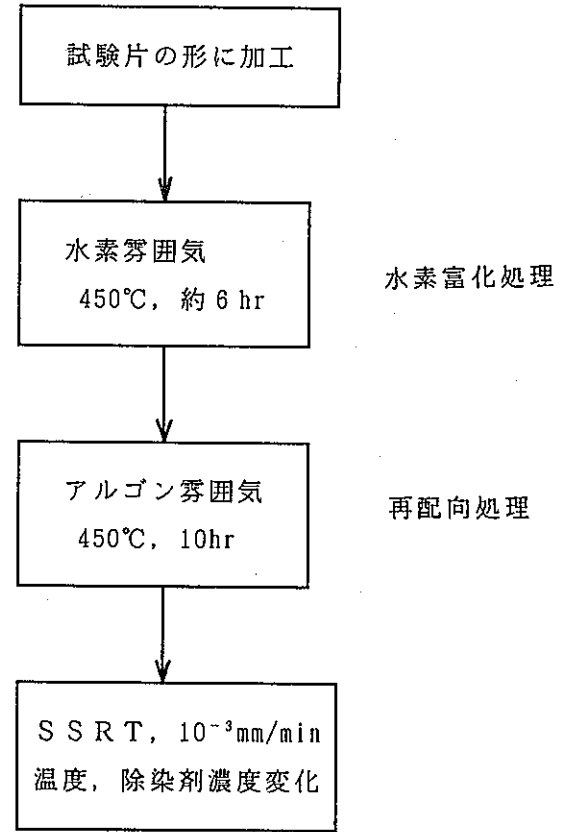 試験片の形に加工
水素雰囲気
450℃, 約6hr
水素富化処理
アルゴン雰囲気
450℃, 10hr
再配向処理
ＳＳＲＴ, 10⁻³mm/min
温度, 除染剤濃度変化